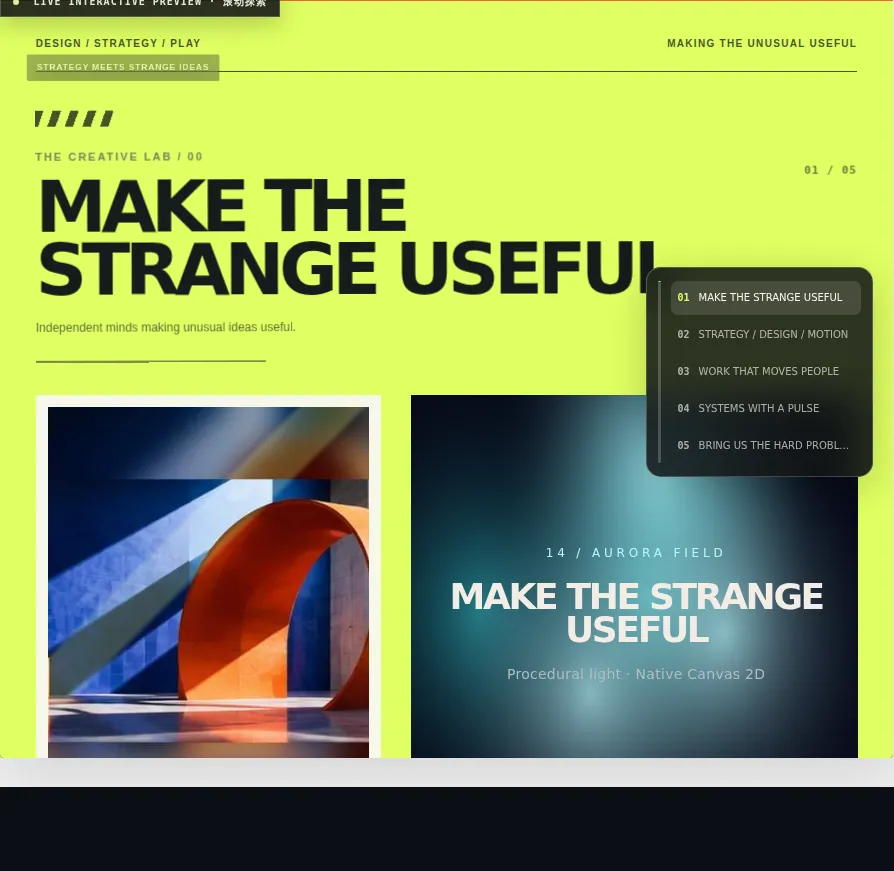 LIVE INTERACTIVE PREVIEW · 滚动探索
DESIGN / STRATEGY / PLAY
MAKING THE UNUSUAL USEFUL
STRATEGY MEETS STRANGE IDEAS
THE CREATIVE LAB / 00
01 / 05
MAKE THE
STRANGE USEFUL
Independent minds making unusual ideas useful.
01 MAKE THE STRANGE USEFUL
02 STRATEGY / DESIGN / MOTION
03 WORK THAT MOVES PEOPLE
04 SYSTEMS WITH A PULSE
05 BRING US THE HARD PROBL...
14 / AURORA FIELD
MAKE THE STRANGE
USEFUL
Procedural light · Native Canvas 2D